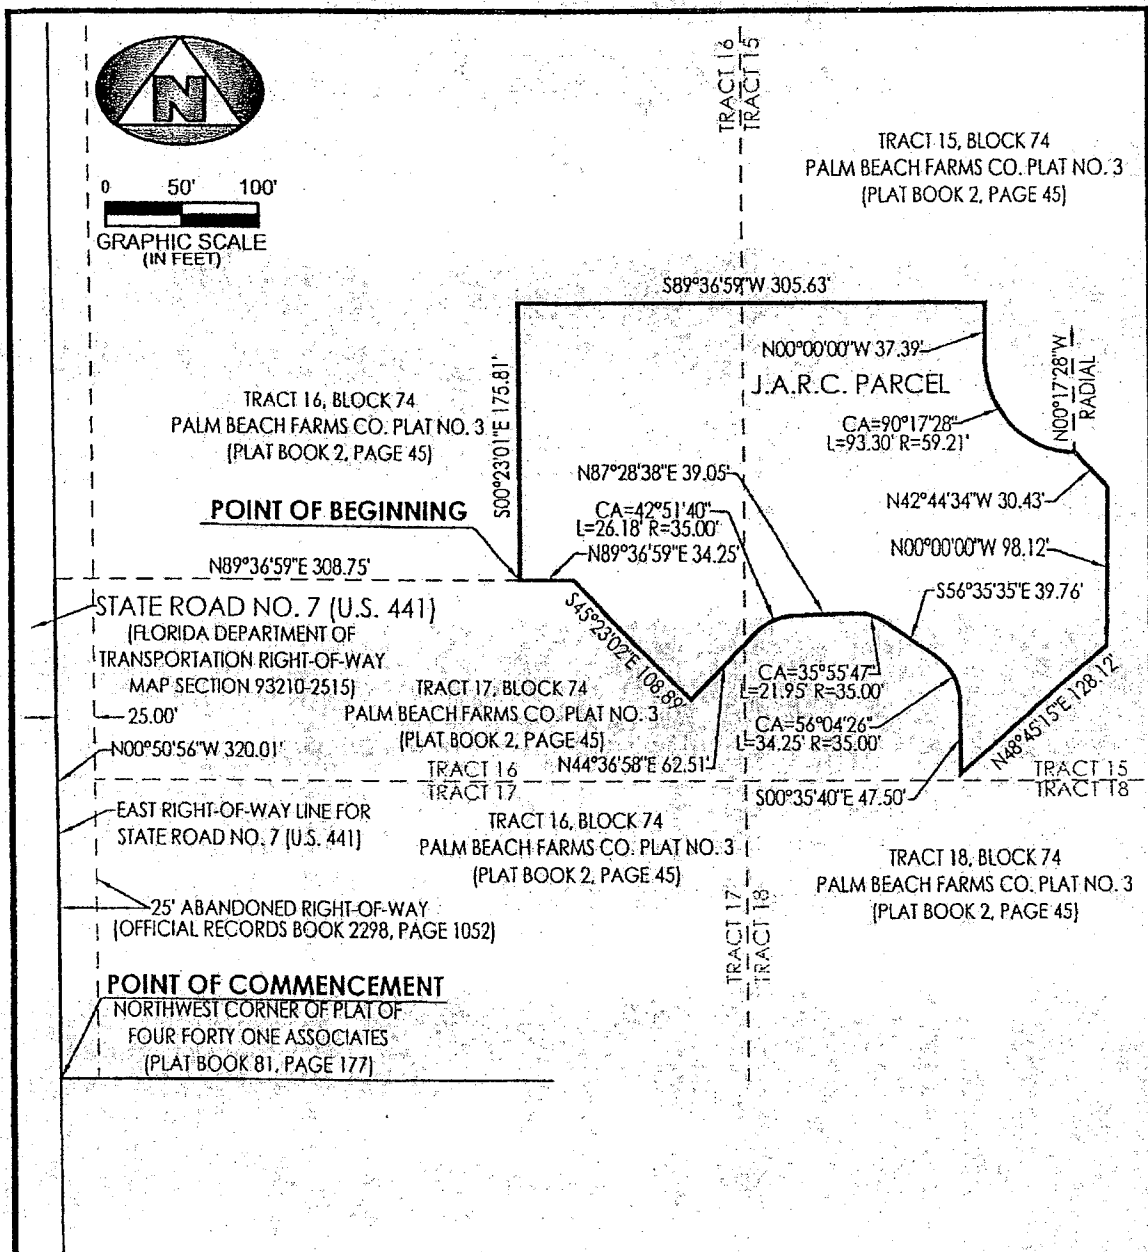 N
0 50' 100'
GRAPHIC SCALE
(IN FEET)
TRACT 16
TRACT 15
TRACT 15, BLOCK 74
PALM BEACH FARMS CO. PLAT NO. 3
(PLAT BOOK 2, PAGE 45)
S89°36'59"W 305.63'
N00°00'00"W 37.39'
J.A.R.C. PARCEL
CA=90°17'28"
L=93.30' R=59.21'
N00°17'28"W
RADIAL
S00°23'01"E 175.81'
TRACT 16, BLOCK 74
PALM BEACH FARMS CO. PLAT NO. 3
(PLAT BOOK 2, PAGE 45)
N87°28'38"E 39.05'
N42°44'34"W 30.43'
POINT OF BEGINNING
CA=42°51'40"
L=26.18' R=35.00'
N89°36'59"E 34.25'
N00°00'00"W 98.12'
N89°36'59"E 308.75'
S56°35'35"E 39.76'
STATE ROAD NO. 7 (U.S. 441)
(FLORIDA DEPARTMENT OF
TRANSPORTATION RIGHT-OF-WAY
MAP SECTION 93210-2515)
S45°23'02"E 108.89'
CA=35°55'47"
L=21.95' R=35.00'
N48°45'15"E 128.12'
TRACT 17, BLOCK 74
PALM BEACH FARMS CO. PLAT NO. 3
(PLAT BOOK 2, PAGE 45)
25.00'
CA=56°04'26"
L=34.25' R=35.00'
N00°50'56"W 320.01'
N44°36'58"E 62.51'
TRACT 16
TRACT 17
TRACT 15
TRACT 18
S00°35'40"E 47.50'
EAST RIGHT-OF-WAY LINE FOR
STATE ROAD NO. 7 (U.S. 441)
TRACT 16, BLOCK 74
PALM BEACH FARMS CO. PLAT NO. 3
(PLAT BOOK 2, PAGE 45)
TRACT 18, BLOCK 74
PALM BEACH FARMS CO. PLAT NO. 3
(PLAT BOOK 2, PAGE 45)
25' ABANDONED RIGHT-OF-WAY
(OFFICIAL RECORDS BOOK 2298, PAGE 1052)
TRACT 17
TRACT 18
POINT OF COMMENCEMENT
NORTHWEST CORNER OF PLAT OF
FOUR FORTY ONE ASSOCIATES
(PLAT BOOK 81, PAGE 177)